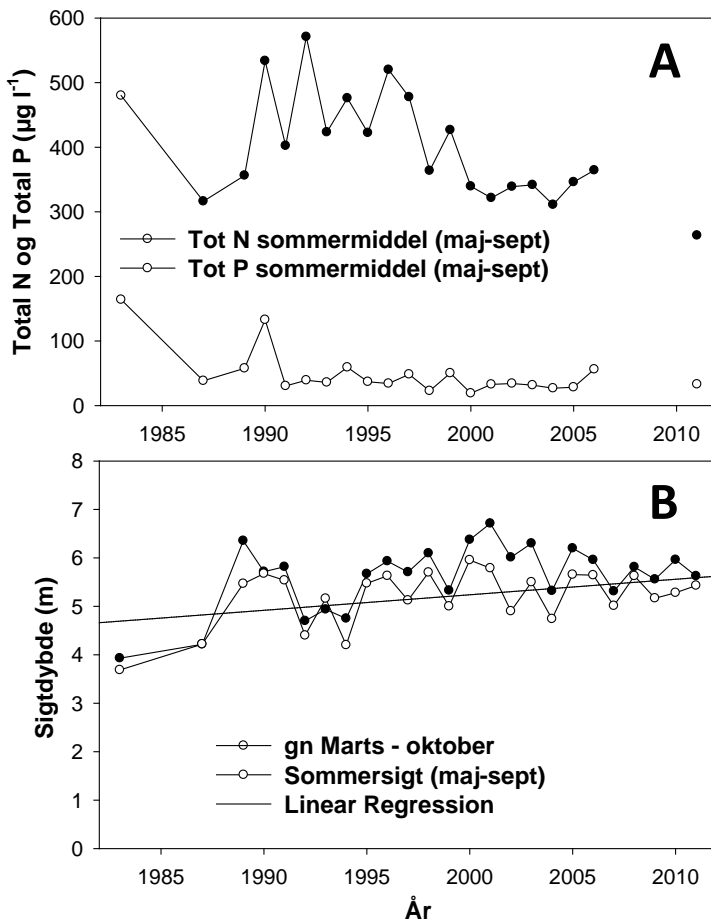 A
Total N og Total P (µg l-1)
600
500
400
300
200
100
0
Tot N sommermiddel (maj-sept)
Tot P sommermiddel (maj-sept)
1985 1990 1995 2000 2005 2010
B
Sigtdybde (m)
8
7
6
5
4
3
2
1
0
gn Marts - oktober
Sommersigt (maj-sept)
Linear Regression
1985 1990 1995 2000 2005 2010
År